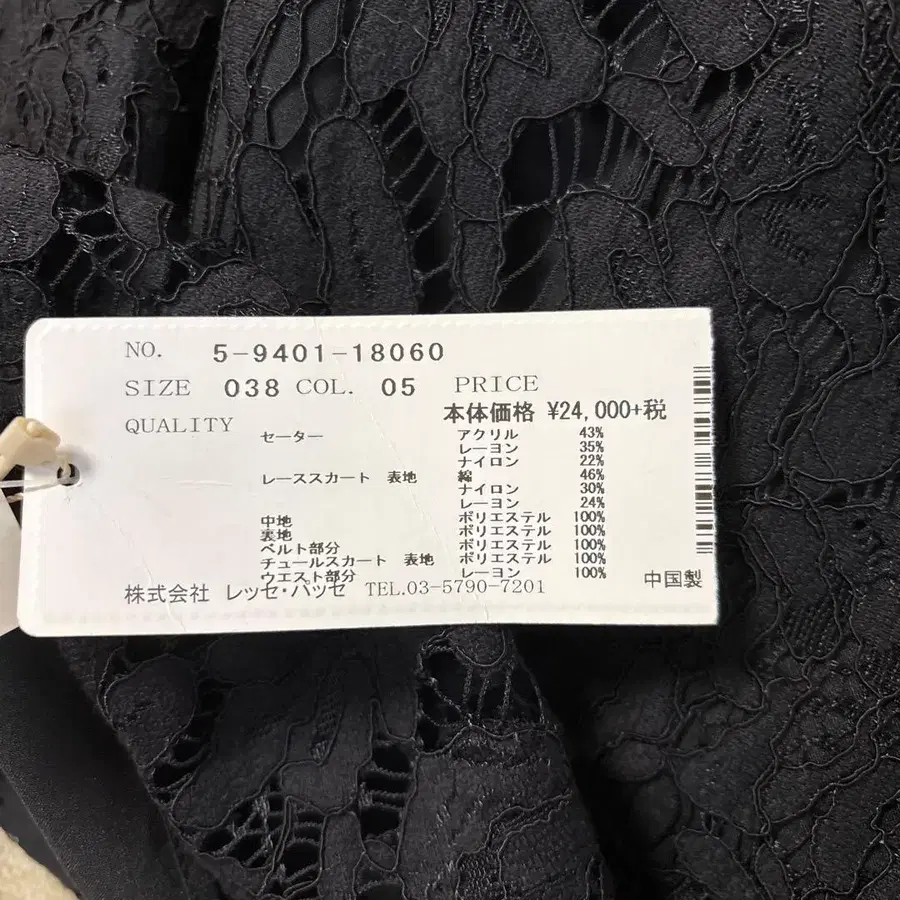 NO. 5-9401-18060
SIZE 038 COL. 05 PRICE
本体価格 ¥24,000+税
QUALITY
セーター アクリル 43%
レーヨン 35%
ナイロン 22%
レーススカート 表地 綿 46%
ナイロン 30%
レーヨン 24%
中地 ポリエステル 100%
裏地 ポリエステル 100%
ベルト部分 ポリエステル 100%
チュールスカート 表地 ポリエステル 100%
ウエスト部分 レーヨン 100%
株式会社 レッセ・パッセ TEL.03-5790-7201
中国製